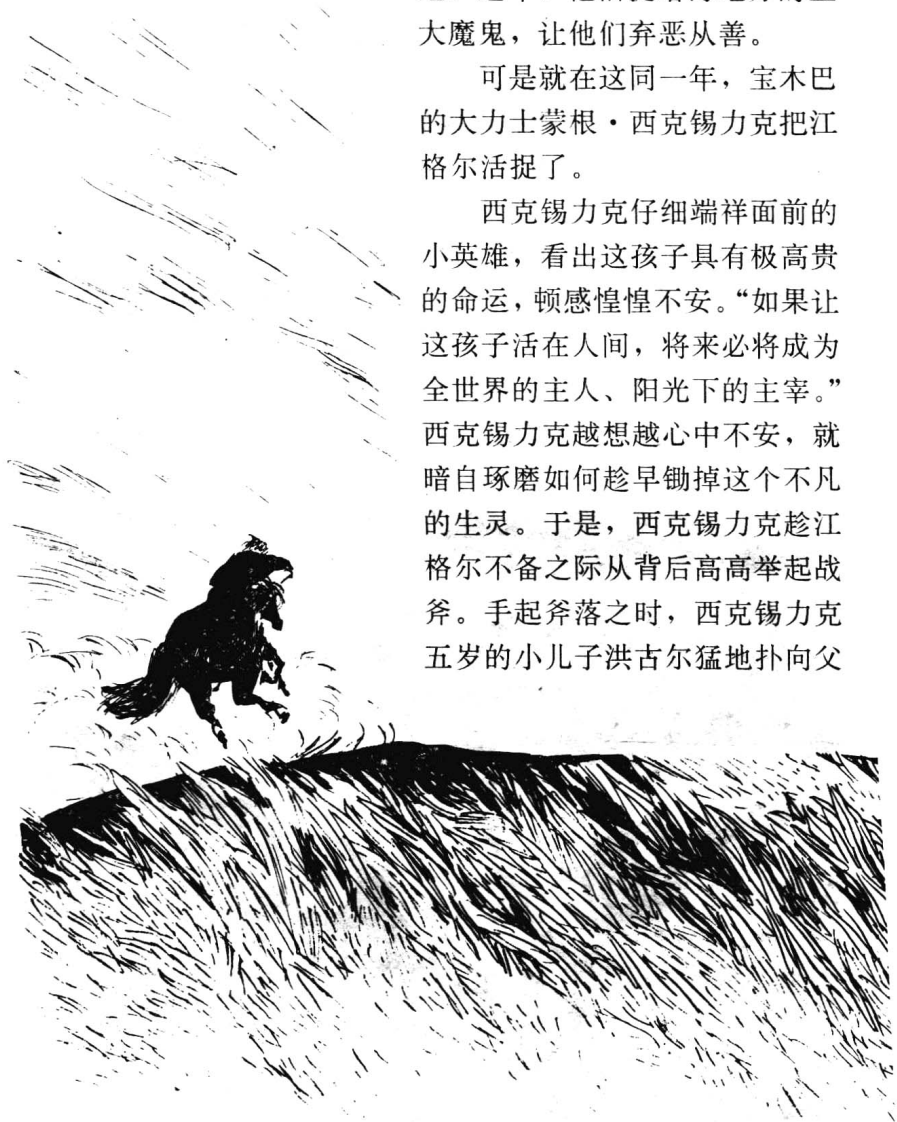 大魔鬼，让他们弃恶从善。
可是就在这同一年，宝木巴
的大力士蒙根·西克锡力克把江
格尔活捉了。
西克锡力克仔细端祥面前的
小英雄，看出这孩子具有极高贵
的命运，顿感惶惶不安。“如果让
这孩子活在人间，将来必将成为
全世界的主人、阳光下的主宰。”
西克锡力克越想越心中不安，就
暗自琢磨如何趁早锄掉这个不凡
的生灵。于是，西克锡力克趁江
格尔不备之际从背后高高举起战
斧。手起斧落之时，西克锡力克
五岁的小儿子洪古尔猛地扑向父